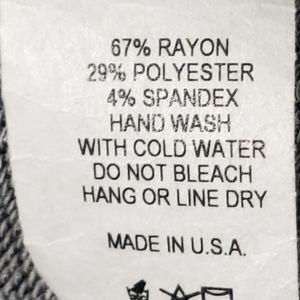 67% RAYON
29% POLYESTER
4% SPANDEX
HAND WASH
WITH COLD WATER
DO NOT BLEACH
HANG OR LINE DRY
MADE IN U.S.A.